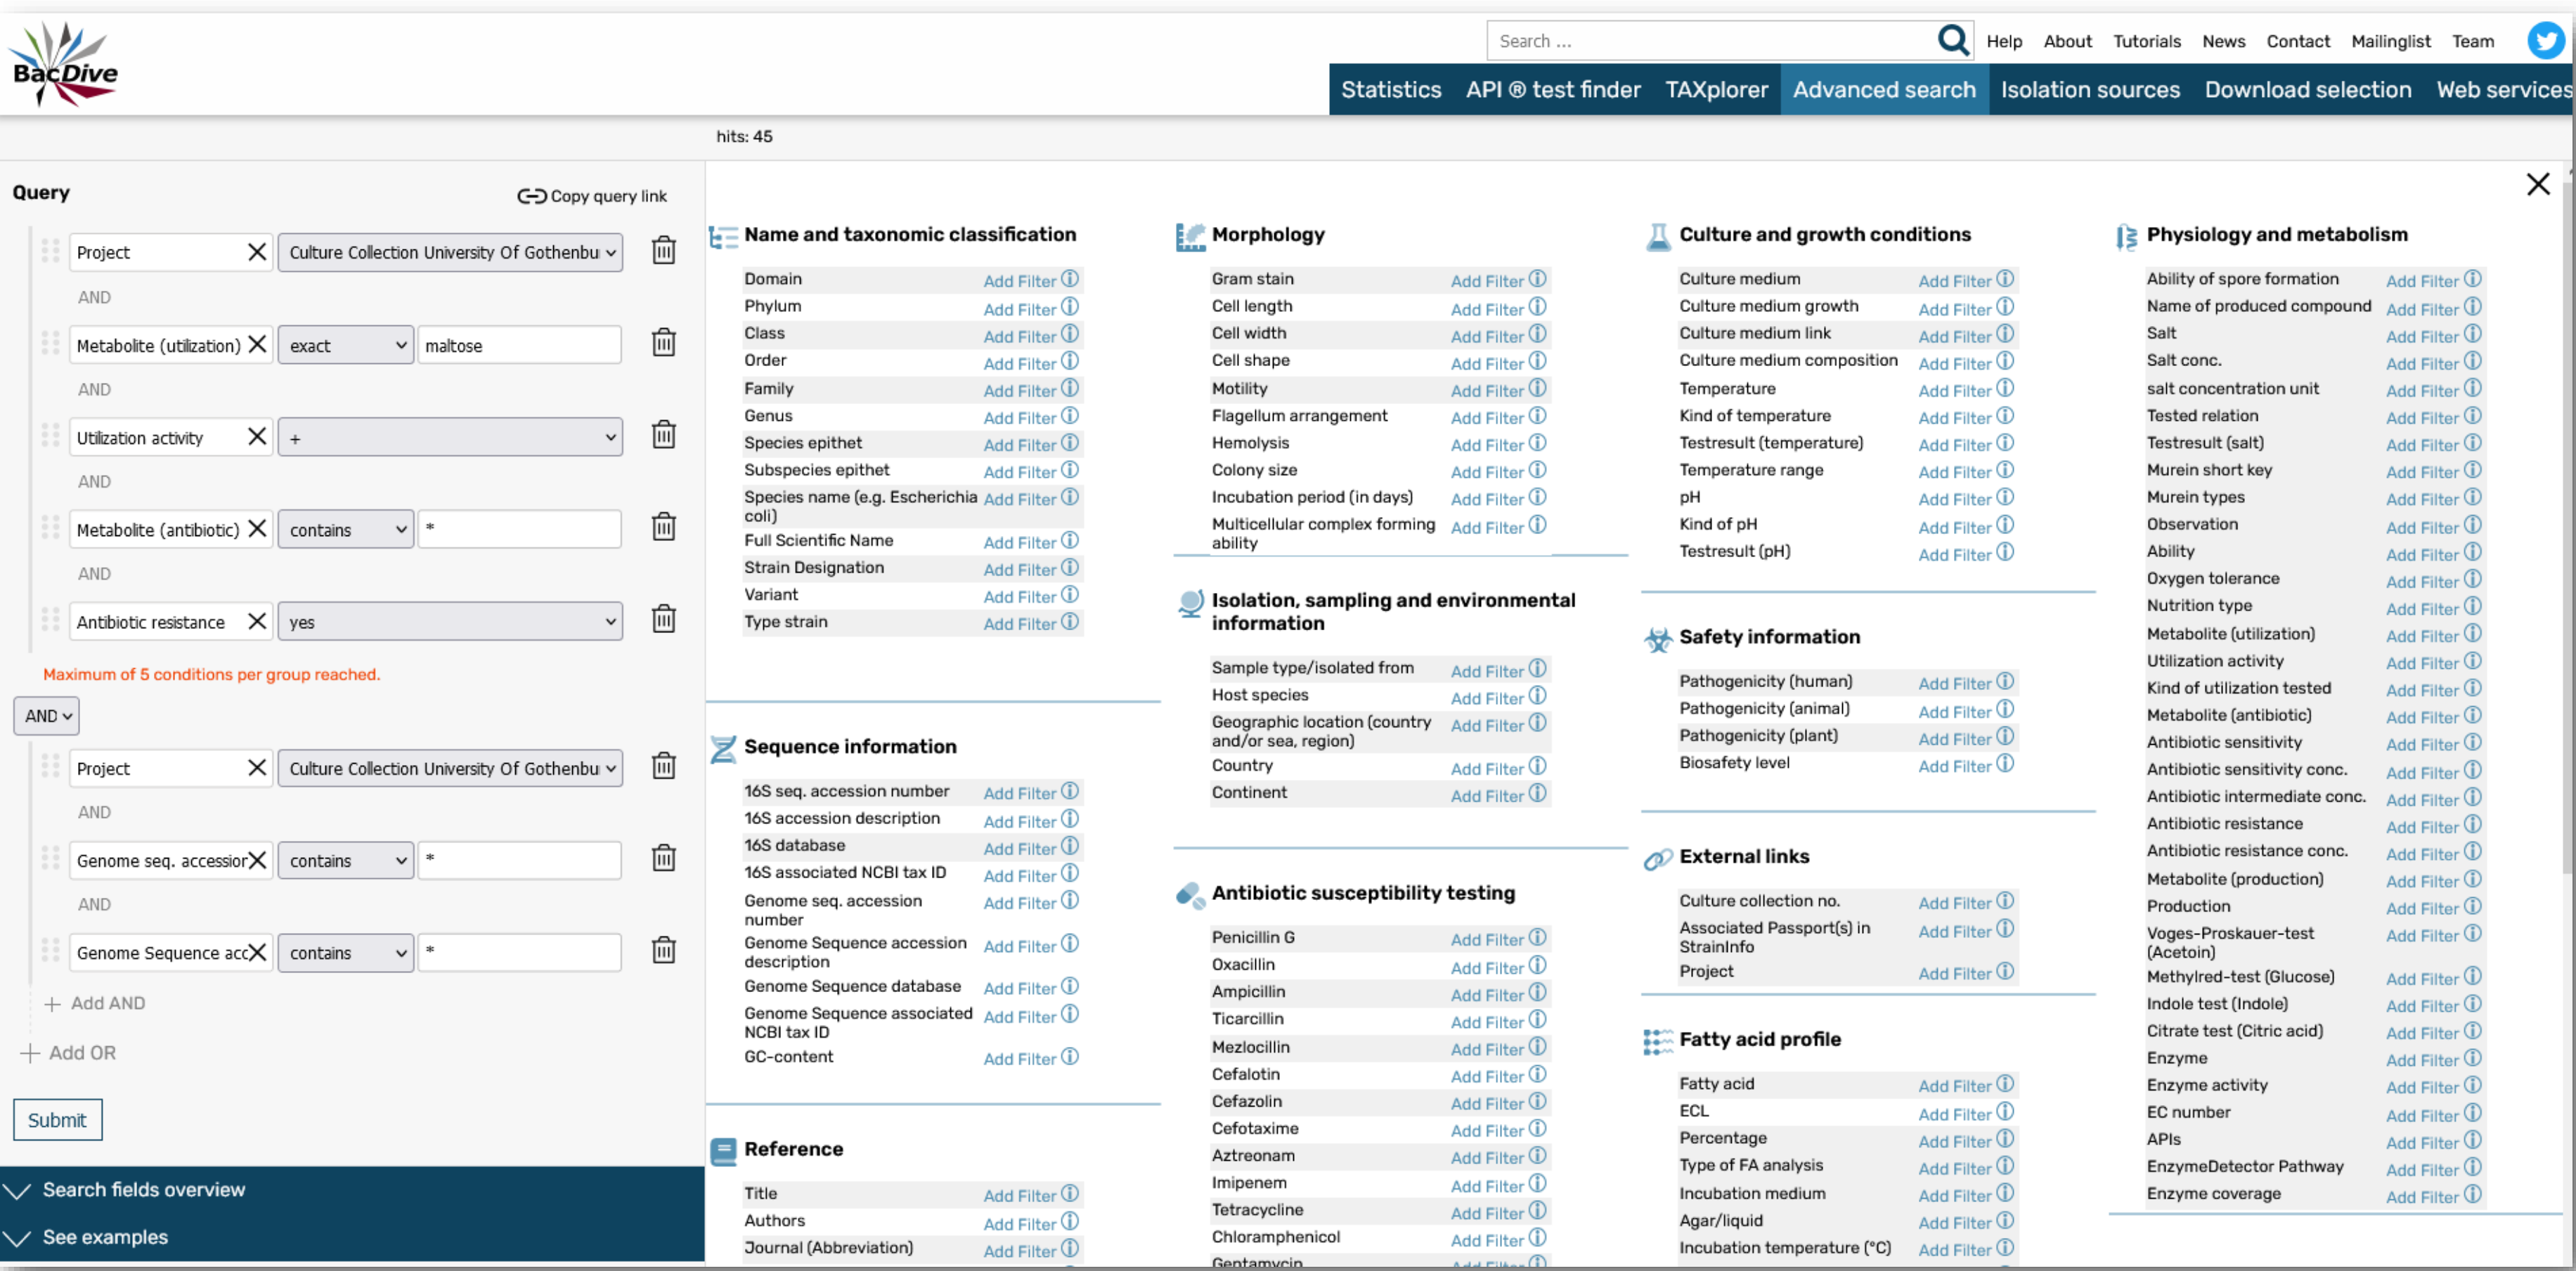 BacDive
Search ...
Help About Tutorials News Contact Mailinglist Team
Statistics API ® test finder TAXplorer Advanced search Isolation sources Download selection Web services
hits: 45
Query
Copy query link
Project Culture Collection University Of Gothenbu
AND
Metabolite (utilization) exact maltose
AND
Utilization activity +
AND
Metabolite (antibiotic) contains *
AND
Antibiotic resistance yes
Maximum of 5 conditions per group reached.
AND
Project Culture Collection University Of Gothenbu
AND
Genome seq. accession contains *
AND
Genome Sequence acc contains *
+ Add AND
+ Add OR
Submit
Search fields overview
See examples
Name and taxonomic classification
Domain Add Filter
Phylum Add Filter
Class Add Filter
Order Add Filter
Family Add Filter
Genus Add Filter
Species epithet Add Filter
Subspecies epithet Add Filter
Species name (e.g. Escherichia Add Filter
coli)
Full Scientific Name Add Filter
Strain Designation Add Filter
Variant Add Filter
Type strain Add Filter
Sequence information
16S seq. accession number Add Filter
16S accession description Add Filter
16S database Add Filter
16S associated NCBI tax ID Add Filter
Genome seq. accession Add Filter
number
Genome Sequence accession Add Filter
description
Genome Sequence database Add Filter
Genome Sequence associated Add Filter
NCBI tax ID
GC-content Add Filter
Reference
Title Add Filter
Authors Add Filter
Journal (Abbreviation) Add Filter
Morphology
Gram stain Add Filter
Cell length Add Filter
Cell width Add Filter
Cell shape Add Filter
Motility Add Filter
Flagellum arrangement Add Filter
Hemolysis Add Filter
Colony size Add Filter
Incubation period (in days) Add Filter
Multicellular complex forming Add Filter
ability
Isolation, sampling and environmental
information
Sample type/isolated from Add Filter
Host species Add Filter
Geographic location (country Add Filter
and/or sea, region)
Country Add Filter
Continent Add Filter
Antibiotic susceptibility testing
Penicillin G Add Filter
Oxacillin Add Filter
Ampicillin Add Filter
Ticarcillin Add Filter
Mezlocillin Add Filter
Cefalotin Add Filter
Cefazolin Add Filter
Cefotaxime Add Filter
Aztreonam Add Filter
Imipenem Add Filter
Tetracycline Add Filter
Chloramphenicol Add Filter
Gentamycin Add Filter
Culture and growth conditions
Culture medium Add Filter
Culture medium growth Add Filter
Culture medium link Add Filter
Culture medium composition Add Filter
Temperature Add Filter
Kind of temperature Add Filter
Testresult (temperature) Add Filter
Temperature range Add Filter
pH Add Filter
Kind of pH Add Filter
Testresult (pH) Add Filter
Safety information
Pathogenicity (human) Add Filter
Pathogenicity (animal) Add Filter
Pathogenicity (plant) Add Filter
Biosafety level Add Filter
External links
Culture collection no. Add Filter
Associated Passport(s) in Add Filter
StrainInfo
Project Add Filter
Fatty acid profile
Fatty acid Add Filter
ECL Add Filter
Percentage Add Filter
Type of FA analysis Add Filter
Incubation medium Add Filter
Agar/liquid Add Filter
Incubation temperature (°C) Add Filter
Physiology and metabolism
Ability of spore formation Add Filter
Name of produced compound Add Filter
Salt Add Filter
Salt conc. Add Filter
salt concentration unit Add Filter
Tested relation Add Filter
Testresult (salt) Add Filter
Murein short key Add Filter
Murein types Add Filter
Observation Add Filter
Ability Add Filter
Oxygen tolerance Add Filter
Nutrition type Add Filter
Metabolite (utilization) Add Filter
Utilization activity Add Filter
Kind of utilization tested Add Filter
Metabolite (antibiotic) Add Filter
Antibiotic sensitivity Add Filter
Antibiotic sensitivity conc. Add Filter
Antibiotic intermediate conc. Add Filter
Antibiotic resistance Add Filter
Antibiotic resistance conc. Add Filter
Metabolite (production) Add Filter
Production Add Filter
Voges-Proskauer-test Add Filter
(Acetoin)
Methylred-test (Glucose) Add Filter
Indole test (Indole) Add Filter
Citrate test (Citric acid) Add Filter
Enzyme Add Filter
Enzyme activity Add Filter
EC number Add Filter
APIs Add Filter
EnzymeDetector Pathway Add Filter
Enzyme coverage Add Filter